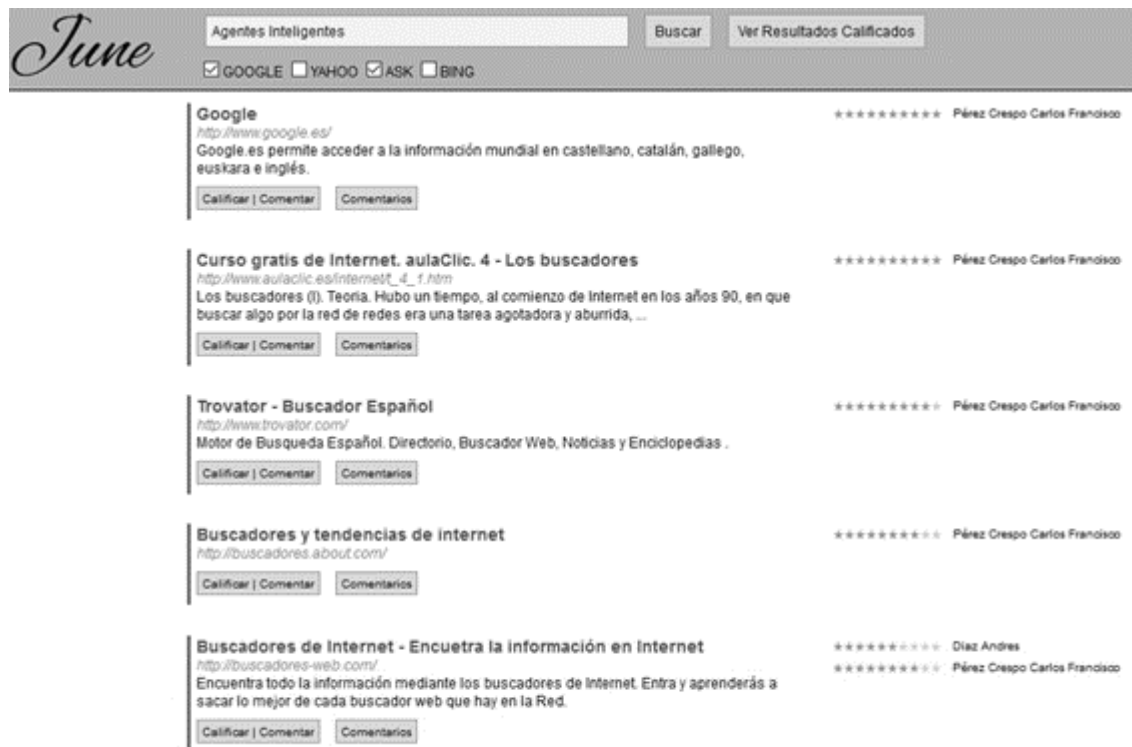 June
Agentes Inteligentes
Buscar
Ver Resultados Calificados
GOOGLE YAHOO ASK BING
Google
Pérez Crespo Carlos Francisco
http://www.google.es/
Google.es permite acceder a la información mundial en castellano, catalán, gallego,
euskara e inglés.
Calificar | Comentar
Comentarios
Curso gratis de Internet. aulaClic. 4 - Los buscadores
Pérez Crespo Carlos Francisco
http://www.aulaclic.es/internet/t_4_1.htm
Los buscadores (I). Teoria. Hubo un tiempo, al comienzo de Internet en los años 90, en que
buscar algo por la red de redes era una tarea agotadora y aburrida, ...
Calificar | Comentar
Comentarios
Trovator - Buscador Español
Pérez Crespo Carlos Francisco
http://www.trovator.com/
Motor de Busqueda Español. Directorio, Buscador Web, Noticias y Enciclopedias .
Calificar | Comentar
Comentarios
Buscadores y tendencias de internet
Pérez Crespo Carlos Francisco
http://buscadores.about.com/
Calificar | Comentar
Comentarios
Buscadores de Internet - Encuetra la información en Internet
Diaz Andres
http://buscadores-web.com/
Pérez Crespo Carlos Francisco
Encuentra todo la información mediante los buscadores de Internet. Entra y aprenderás a
sacar lo mejor de cada buscador web que hay en la Red.
Calificar | Comentar
Comentarios